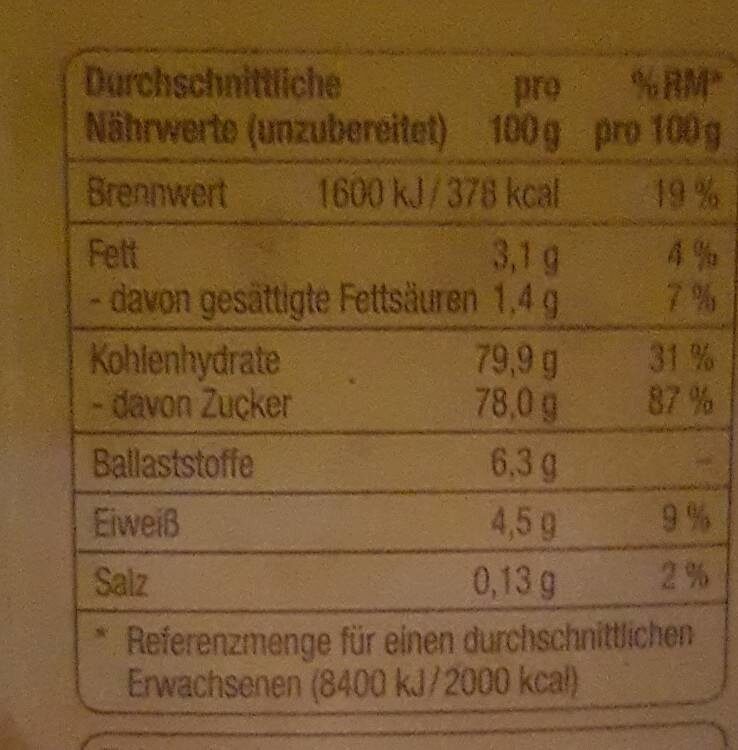 Durchschnittliche pro % RM*
Nährwerte (unzubereitet) 100 g pro 100 g
Brennwert 1600 kJ / 378 kcal 19 %
Fett 3,1 g 4 %
- davon gesättigte Fettsäuren 1,4 g 7 %
Kohlenhydrate 79,9 g 31 %
- davon Zucker 78,0 g 87 %
Ballaststoffe 6,3 g -
Eiweiß 4,5 g 9 %
Salz 0,13 g 2 %
* Referenzmenge für einen durchschnittlichen
Erwachsenen (8400 kJ / 2000 kcal)